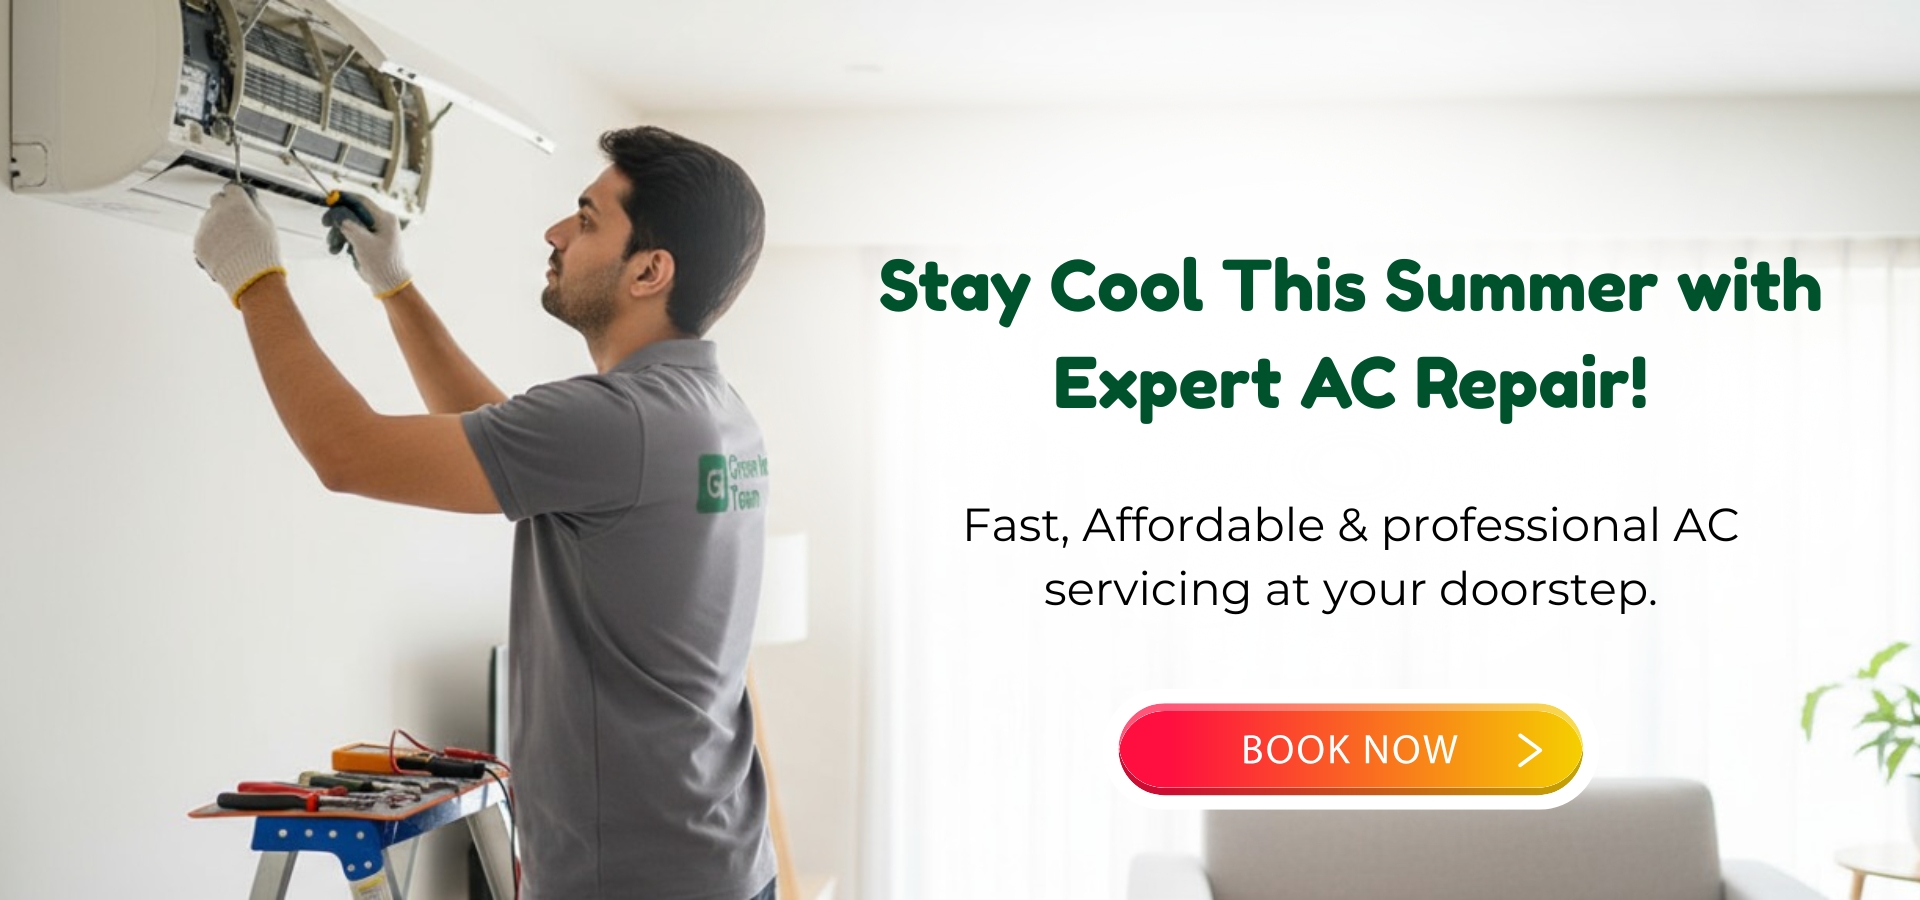 Stay Cool This Summer with
Expert AC Repair!
Fast, Affordable & professional AC
servicing at your doorstep.
BOOK NOW
G
Green
Team